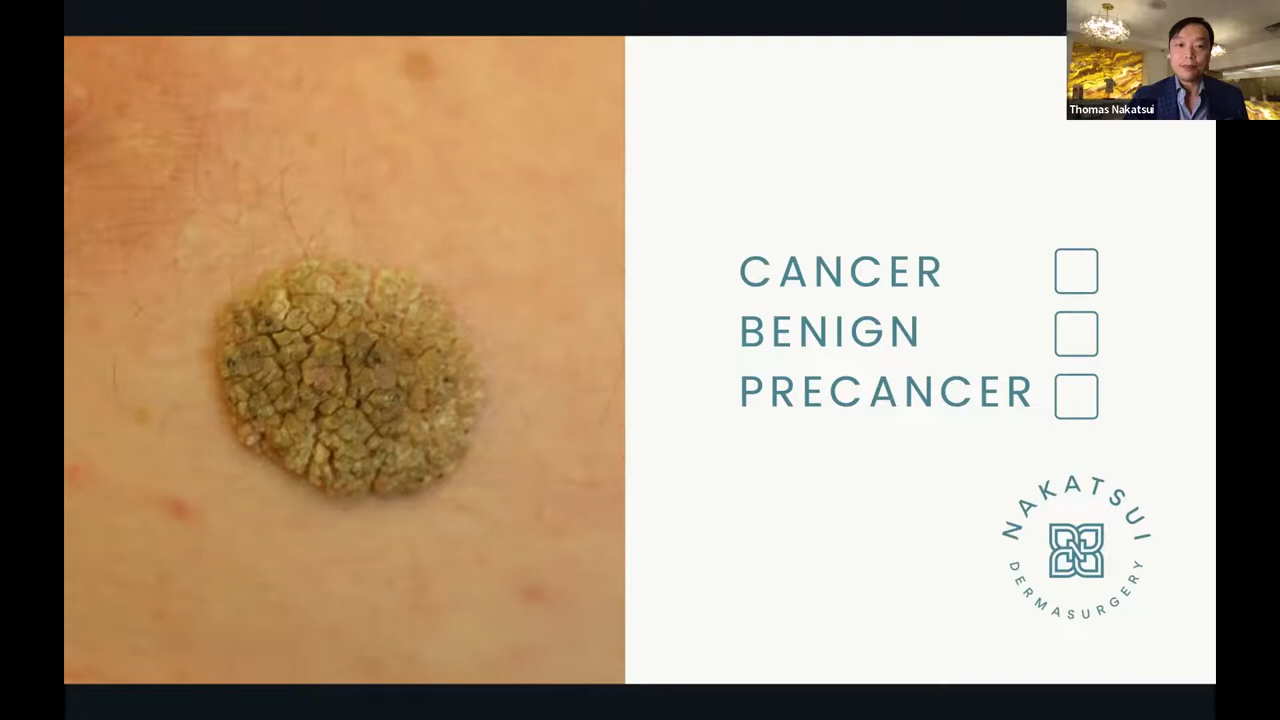 Thomas Nakatsui
CANCER
BENIGN
PRECANCER
NAKATSUI
DERMASURGERY